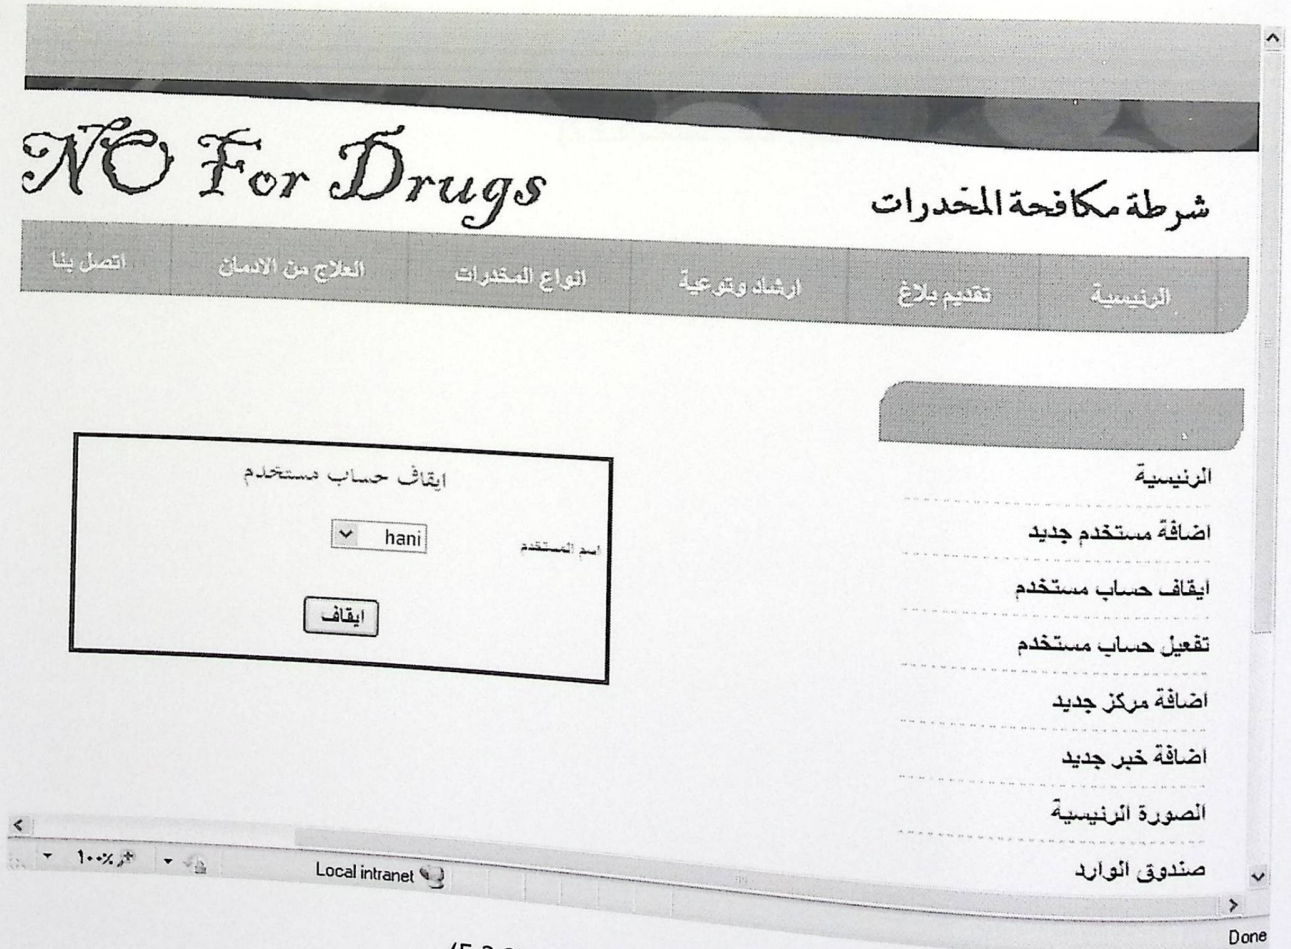 NO For Drugs
شرطة مكافحة المخدرات
الرئيسية
تقديم بلاغ
ارشاد وتوعية
انواع المخدرات
العلاج من الادمان
اتصل بنا
ايقاف حساب مستخدم
اسم المستخدم
hani
ايقاف
الرئيسية
اضافة مستخدم جديد
ايقاف حساب مستخدم
تفعيل حساب مستخدم
اضافة مركز جديد
اضافة خبر جديد
الصورة الرئيسية
صندوق الوارد
١٠٠%
Local intranet
Done